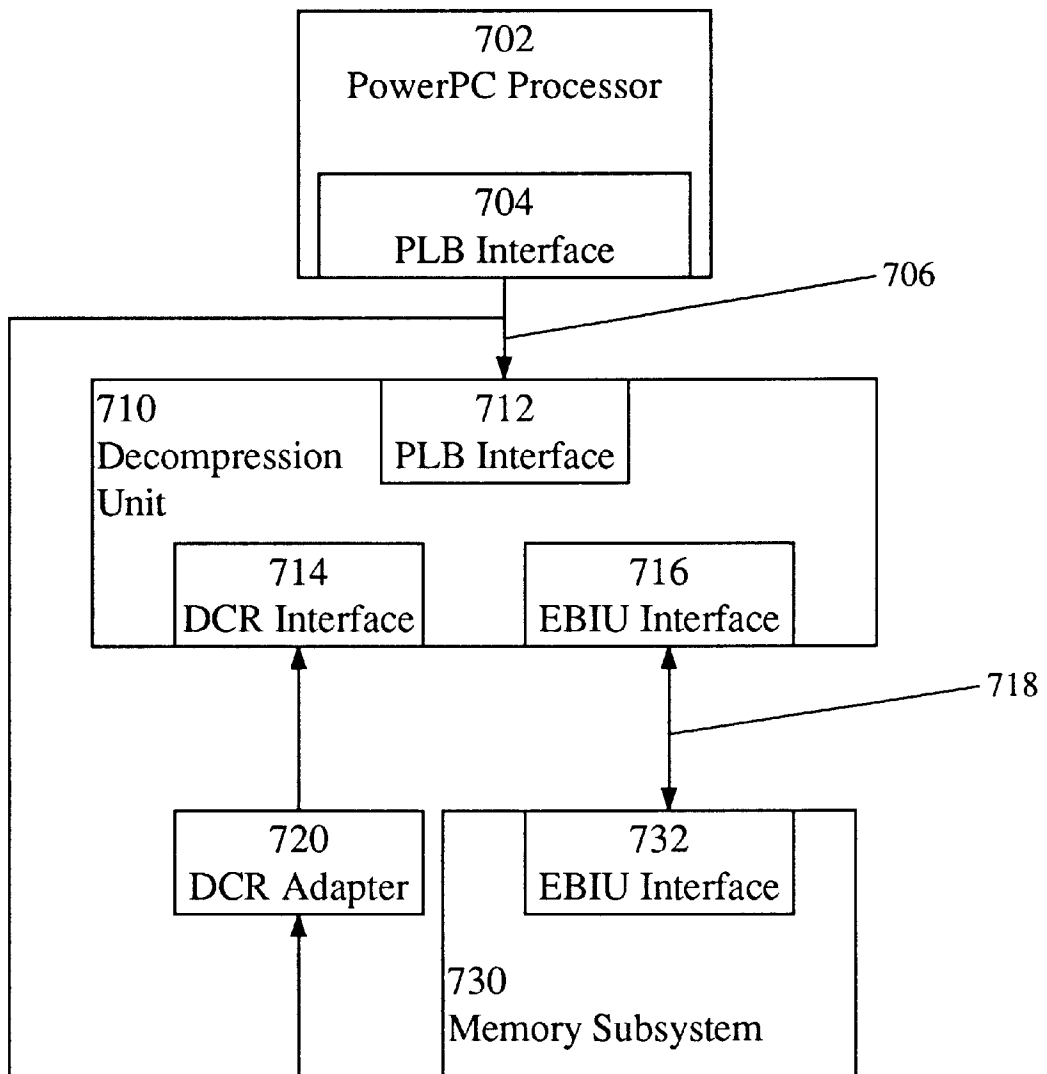 702
PowerPC Processor
704
PLB Interface
706
710
Decompression
Unit
712
PLB Interface
714
DCR Interface
716
EBIU Interface
718
720
DCR Adapter
732
EBIU Interface
730
Memory Subsystem